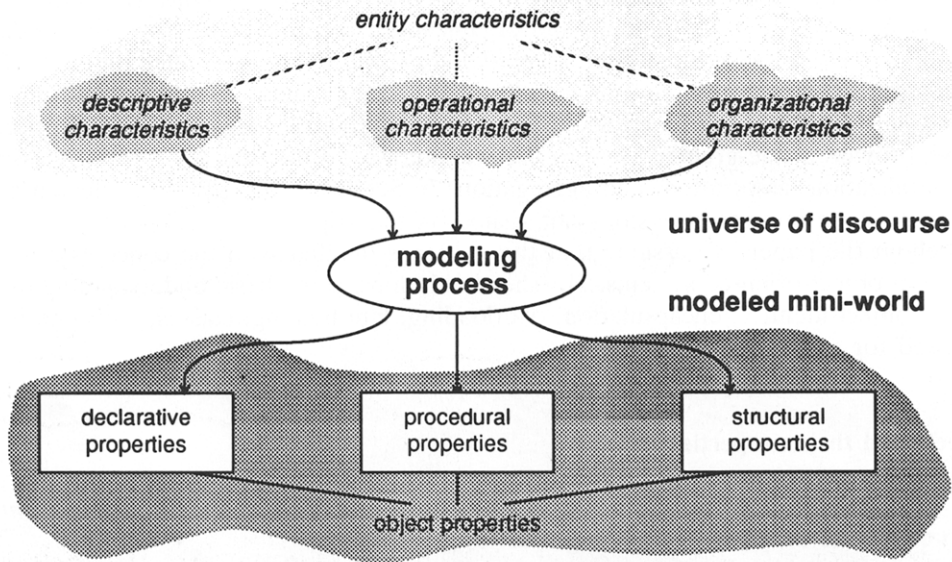 entity characteristics
descriptive
characteristics
operational
characteristics
organizational
characteristics
universe of discourse
modeling
process
modeled mini-world
declarative
properties
procedural
properties
structural
properties
object properties